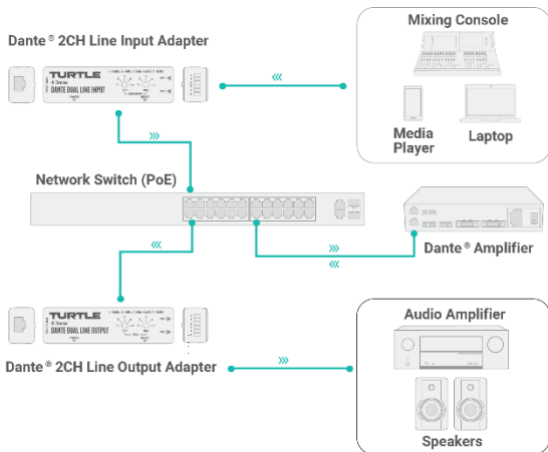 Mixing Console
Dante® 2CH Line Input Adapter
TURTLE
DANTE DUAL LINE INPUT
Media
Player
Laptop
Network Switch (PoE)
Dante® Amplifier
TURTLE
DANTE DUAL LINE OUTPUT
Audio Amplifier
Dante® 2CH Line Output Adapter
Speakers